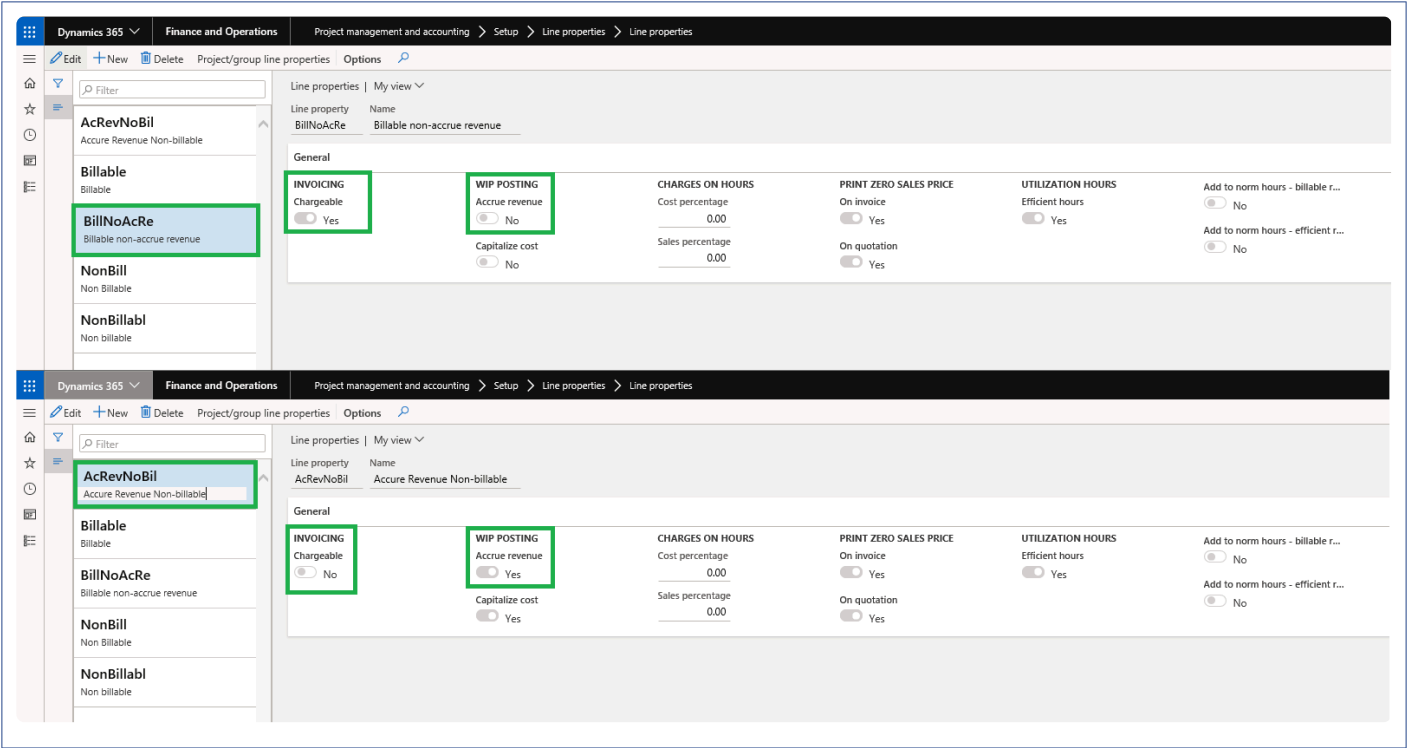 Dynamics 365 Finance and Operations Project management and accounting Setup Line properties Line properties
Edit New Delete Project/group line properties Options
Filter
AcRevNoBil
Accure Revenue Non-billable
Billable
Billable
BillNoAcRe
Billable non-accrue revenue
NonBill
Non Billable
NonBillabl
Non billable
Line properties | My view
Line property Name
BillNoAcRe Billable non-accrue revenue
General
INVOICING
Chargeable
Yes
WIP POSTING
Accrue revenue
No
Capitalize cost
No
CHARGES ON HOURS
Cost percentage
0.00
Sales percentage
0.00
PRINT ZERO SALES PRICE
On invoice
Yes
On quotation
Yes
UTILIZATION HOURS
Efficient hours
Yes
Add to norm hours - billable r...
No
Add to norm hours - efficient r...
No
Dynamics 365 Finance and Operations Project management and accounting Setup Line properties Line properties
Edit New Delete Project/group line properties Options
Filter
AcRevNoBil
Accure Revenue Non-billable
Billable
Billable
BillNoAcRe
Billable non-accrue revenue
NonBill
Non Billable
NonBillabl
Non billable
Line properties | My view
Line property Name
AcRevNoBil Accure Revenue Non-billable
General
INVOICING
Chargeable
No
WIP POSTING
Accrue revenue
Yes
Capitalize cost
Yes
CHARGES ON HOURS
Cost percentage
0.00
Sales percentage
0.00
PRINT ZERO SALES PRICE
On invoice
Yes
On quotation
Yes
UTILIZATION HOURS
Efficient hours
Yes
Add to norm hours - billable r...
No
Add to norm hours - efficient r...
No